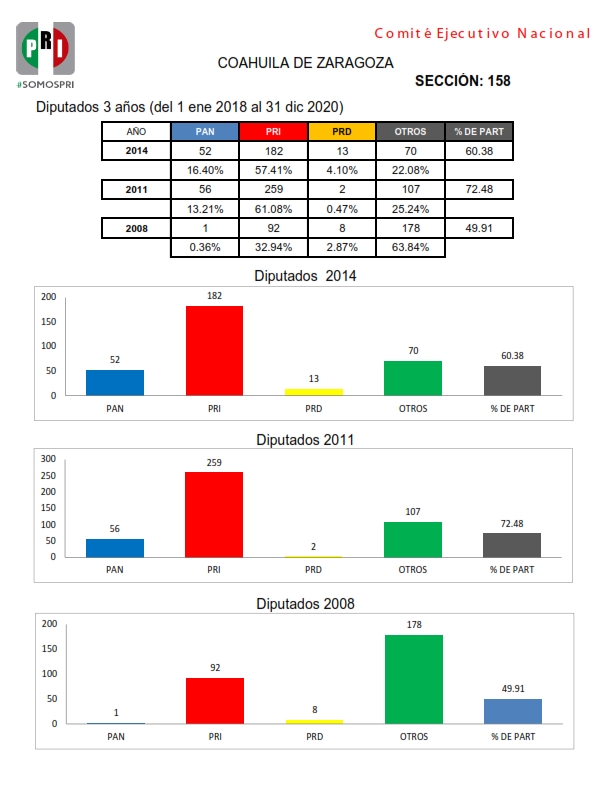 PRI
#SOMOSPRI
Comité Ejecutivo Nacional
COAHUILA DE ZARAGOZA
SECCIÓN: 158
Diputados 3 años (del 1 ene 2018 al 31 dic 2020)
AÑO PAN PRI PRD OTROS % DE PART
2014 52 182 13 70 60.38
16.40% 57.41% 4.10% 22.08%
2011 56 259 2 107 72.48
13.21% 61.08% 0.47% 25.24%
2008 1 92 8 178 49.91
0.36% 32.94% 2.87% 63.84%
Diputados 2014
200
150
100
50
0
52 182 13 70 60.38
PAN PRI PRD OTROS % DE PART
Diputados 2011
300
250
200
150
100
50
0
56 259 2 107 72.48
PAN PRI PRD OTROS % DE PART
Diputados 2008
200
150
100
50
0
1 92 8 178 49.91
PAN PRI PRD OTROS % DE PART